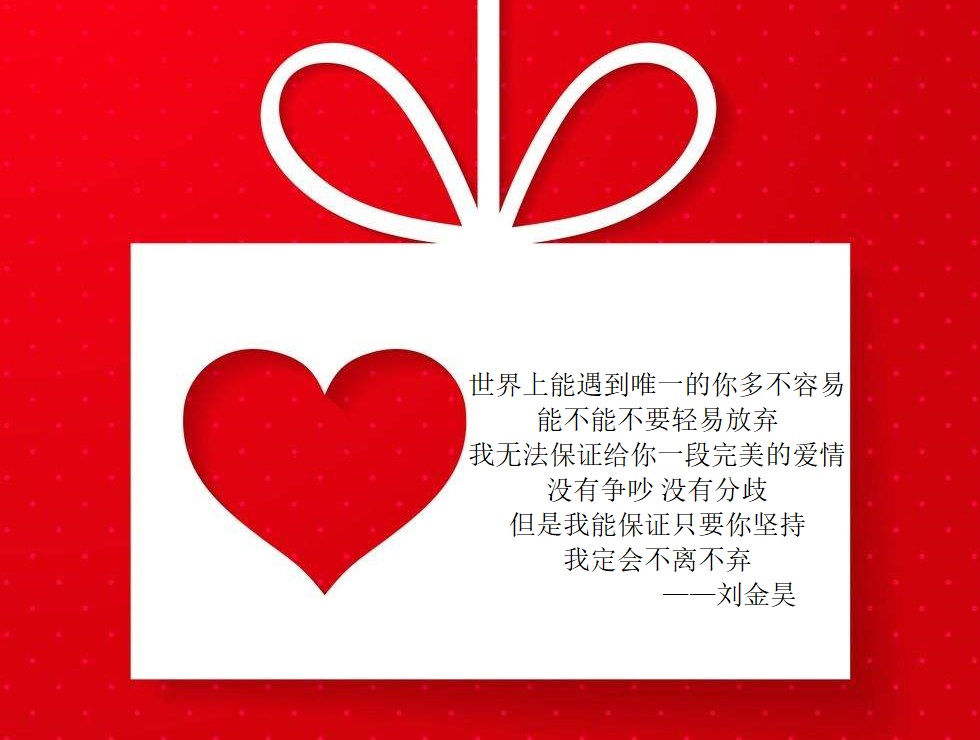 世界上能遇到唯一的你多不容易
能不能不要轻易放弃
我无法保证给你一段完美的爱情
没有争吵 没有分歧
但是我能保证只要你坚持
我定会不离不弃
——刘金昊